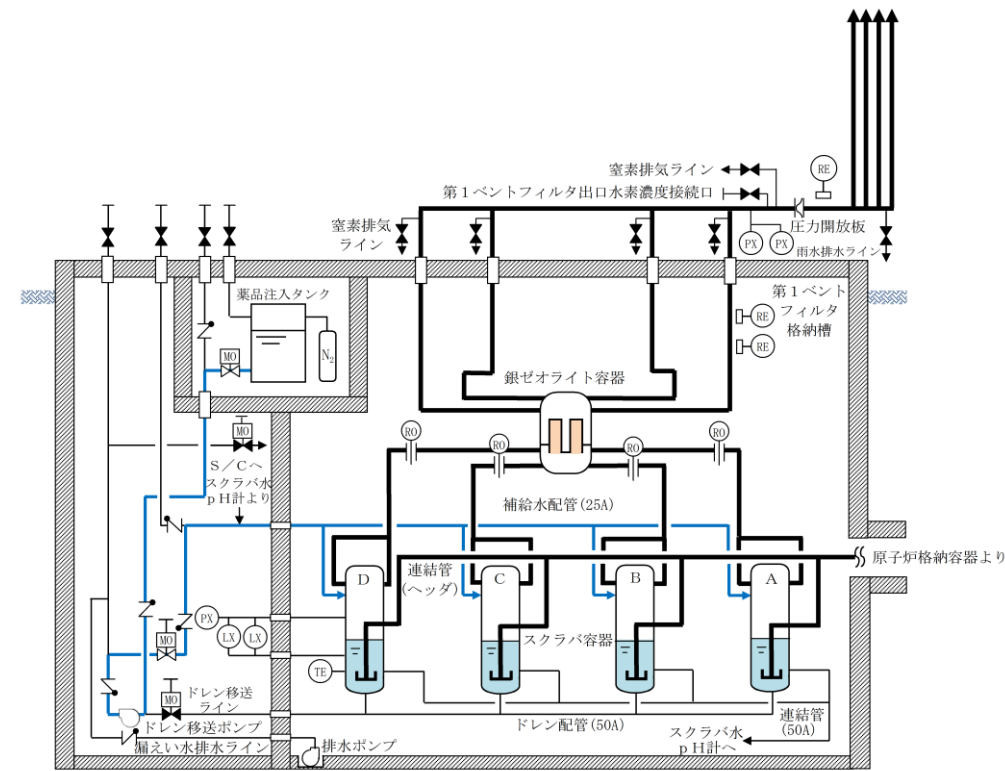 窒素排気ライン
RE
第1ベントフィルタ出口水素濃度接続口
窒素排気
ライン
圧力開放板
PX
PX
雨水排水ライン
薬品注入タンク
第1ベント
フィルタ
格納槽
RE
RE
MO
N₂
銀ゼオライト容器
MO
RO
RO
RO
RO
S/Cへ
スクラバ水
pH計より
補給水配管(25A)
原子炉格納容器より
連結管
(ヘッダ)
D
C
B
A
PX
LX
LX
スクラバ容器
MO
TE
MO
ドレン移送
ライン
ドレン移送ポンプ
ドレン配管(50A)
連結管
(50A)
スクラバ水
pH計へ
漏えい水排水ライン
排水ポンプ